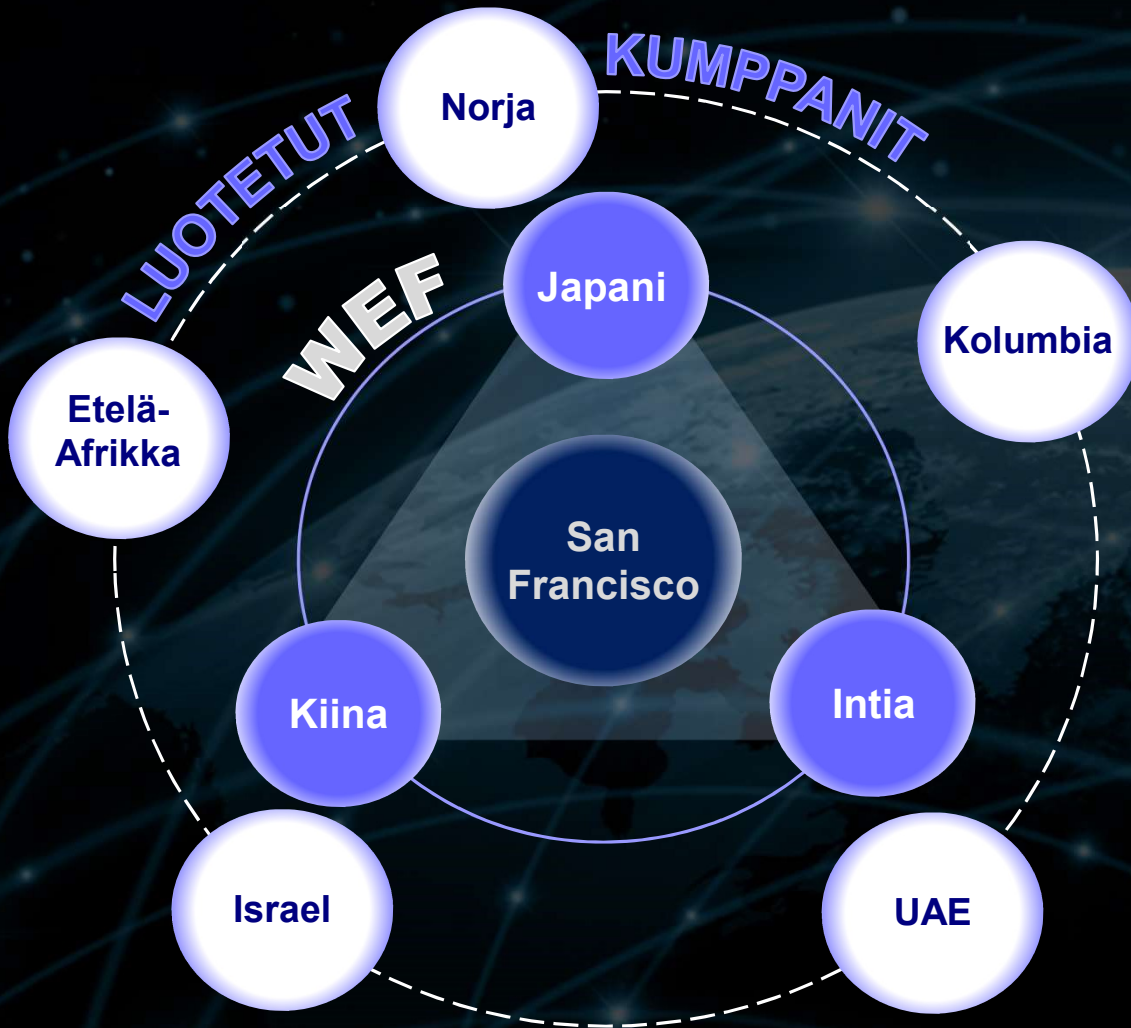 LUOTETUT KUMPPANIT
Norja
WEF
Japani
Kolumbia
Etelä-
Afrikka
San
Francisco
Kiina
Intia
Israel
UAE